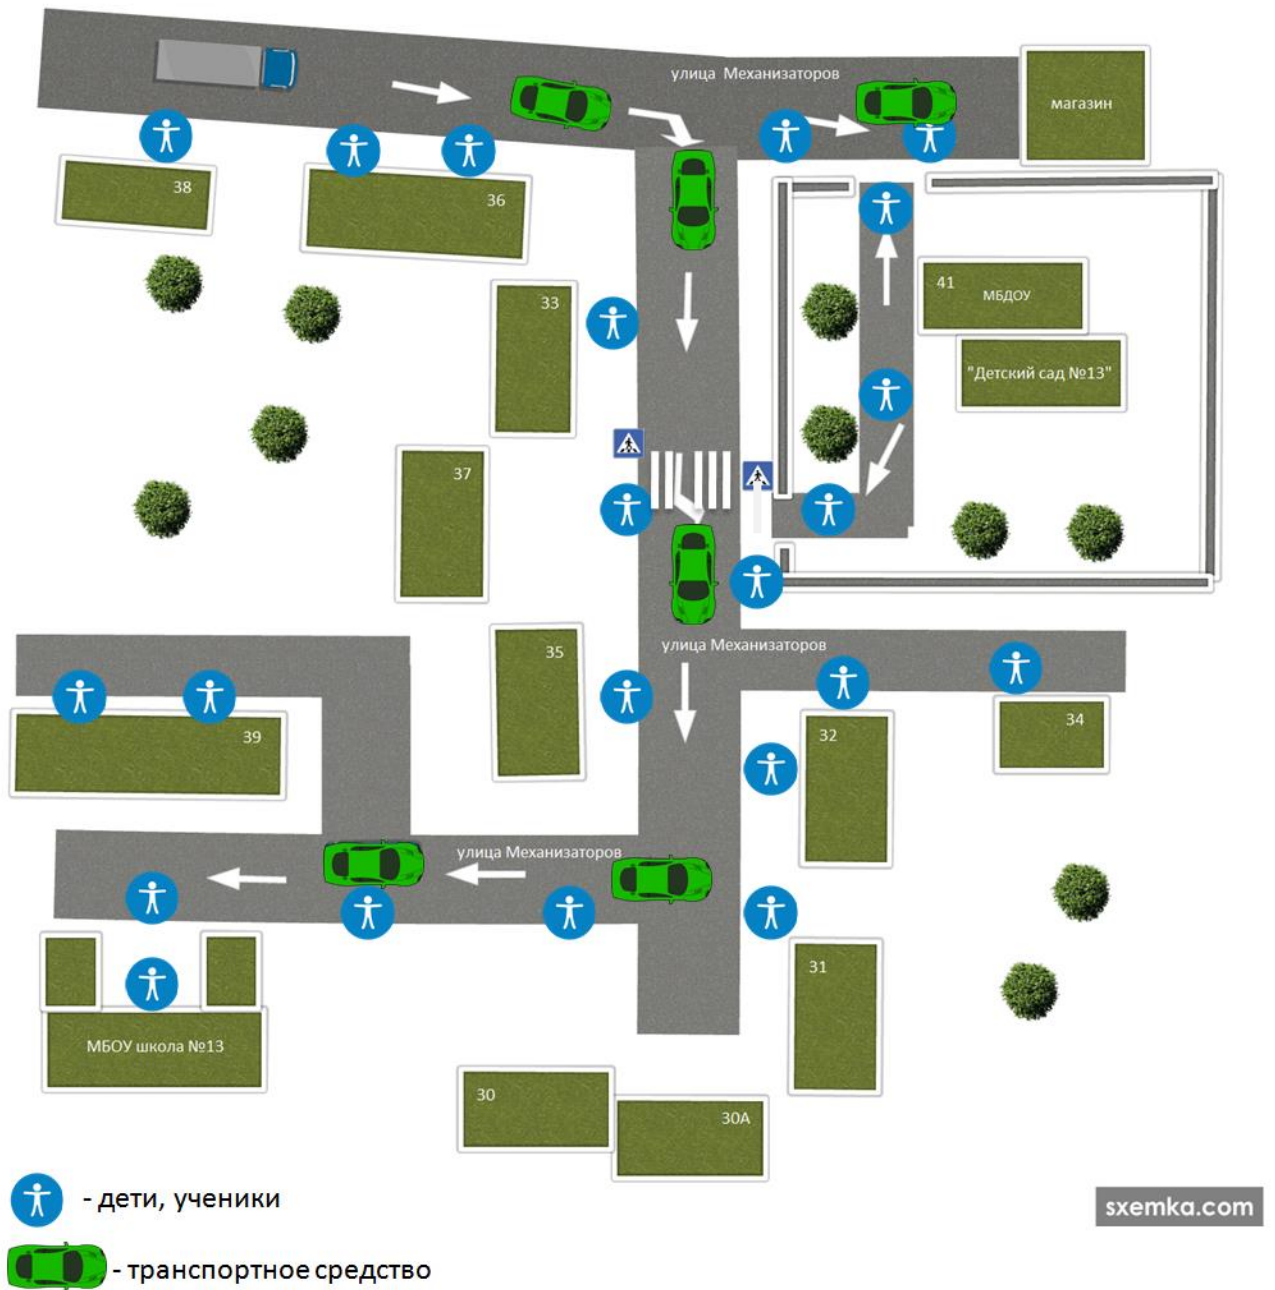 улица Механизаторов
магазин
38
36
41
МБДОУ
33
"Детский сад №13"
37
улица Механизаторов
35
34
32
39
улица Механизаторов
31
МБОУ школа №13
30
30А
- дети, ученики
sxemka.com
- транспортное средство